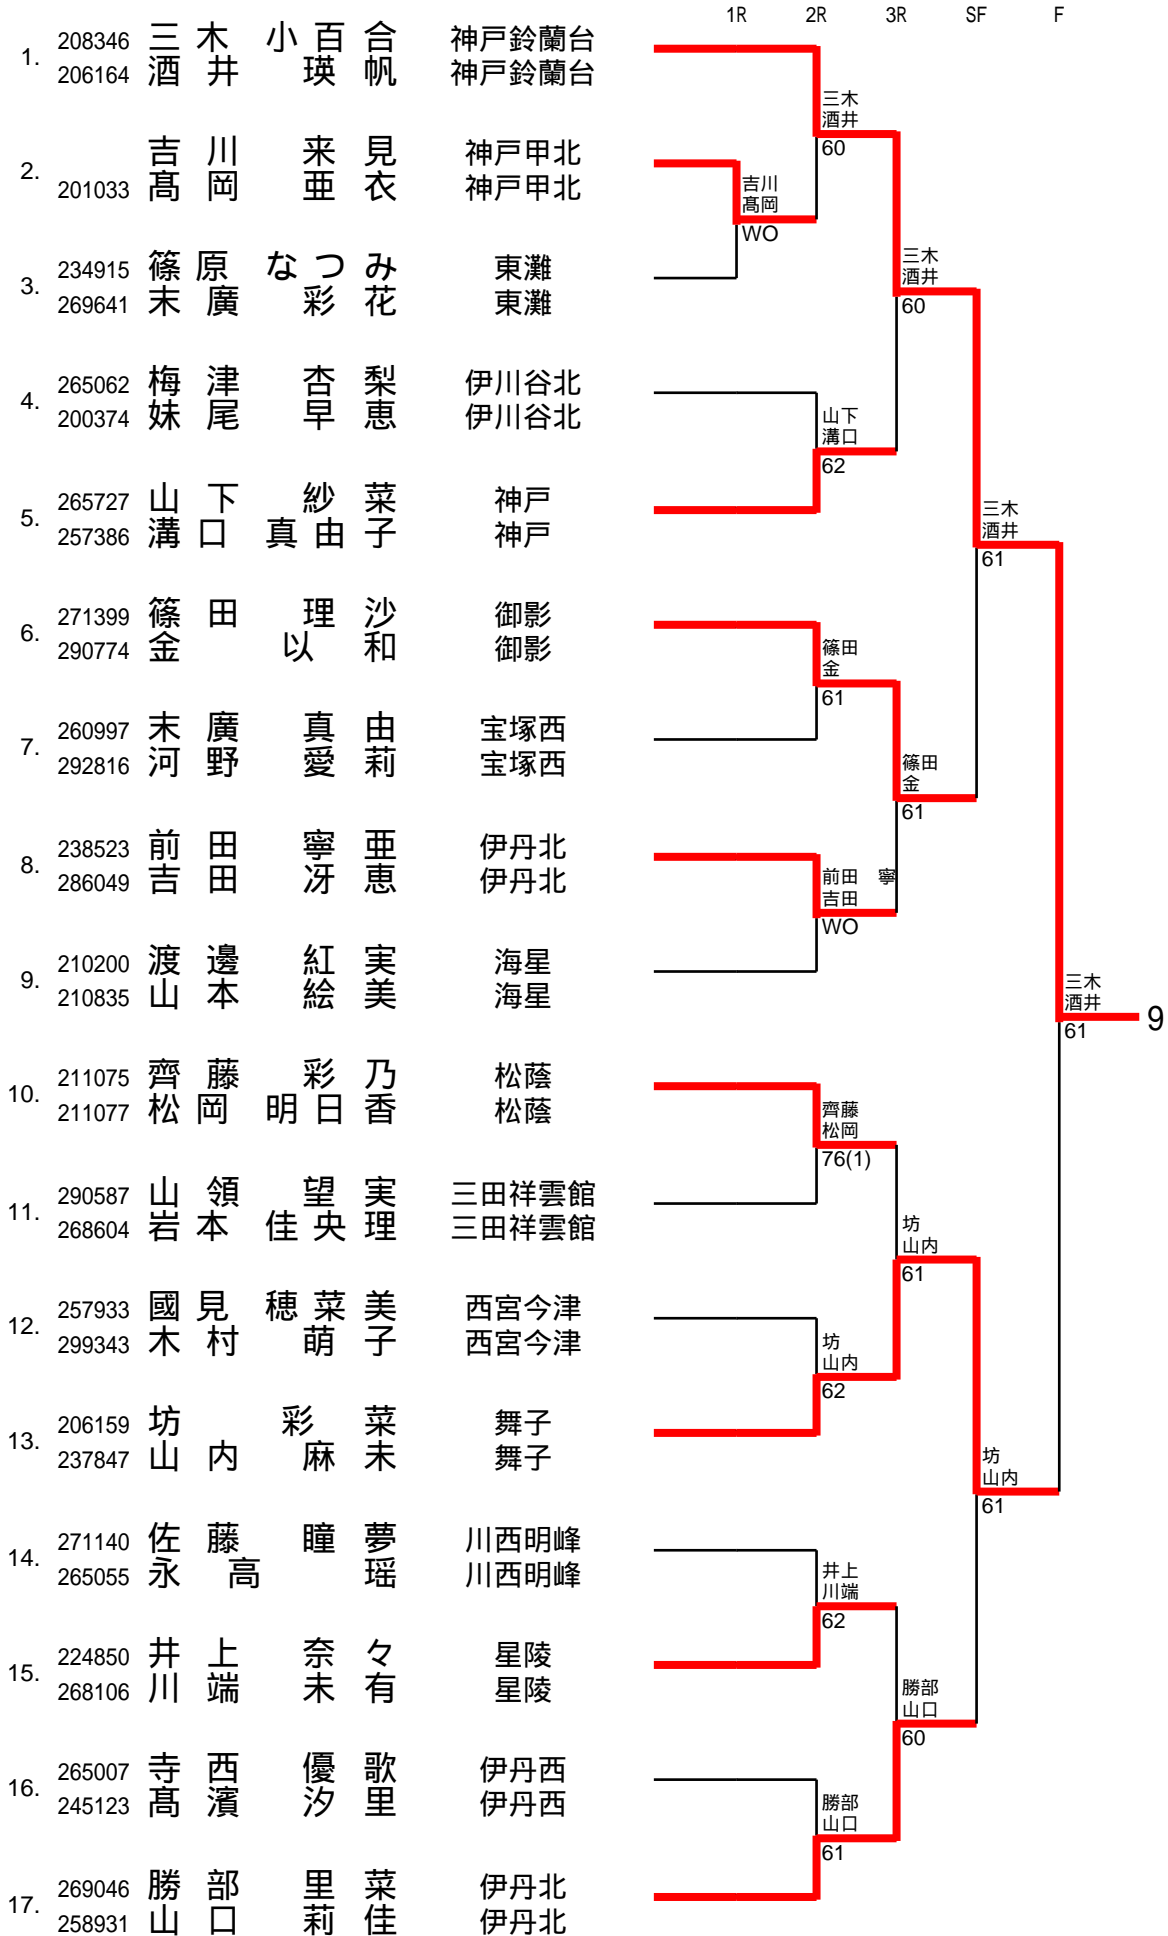 1R 2R 3R SF F
1. 208346 三木 小百合 神戸鈴蘭台
206164 酒井 瑛帆 神戸鈴蘭台
三木
酒井
60
2. 吉川 来見 神戸甲北
201033 髙岡 亜衣 神戸甲北
吉川
髙岡
WO
3. 234915 篠原 なつみ 東灘
269641 末廣 彩花 東灘
三木
酒井
60
4. 265062 梅津 杏梨 伊川谷北
200374 妹尾 早恵 伊川谷北
山下
溝口
62
5. 265727 山下 紗菜 神戸
257386 溝口 真由子 神戸
三木
酒井
61
6. 271399 篠田 理沙 御影
290774 金 以和 御影
篠田
金
61
7. 260997 末廣 真由 宝塚西
292816 河野 愛莉 宝塚西
篠田
金
61
8. 238523 前田 寧亜 伊丹北
286049 吉田 冴恵 伊丹北
前田 寧
吉田
WO
9. 210200 渡邊 紅実 海星
210835 山本 絵美 海星
三木
酒井
61
9
10. 211075 齊藤 彩乃 松蔭
211077 松岡 明日香 松蔭
齊藤
松岡
76(1)
11. 290587 山領 望実 三田祥雲館
268604 岩本 佳央理 三田祥雲館
坊
山内
61
12. 257933 國見 穂菜美 西宮今津
299343 木村 萌子 西宮今津
坊
山内
62
13. 206159 坊 彩菜 舞子
237847 山内 麻未 舞子
坊
山内
61
14. 271140 佐藤 瞳夢 川西明峰
265055 永高 瑶 川西明峰
井上
川端
62
15. 224850 井上 奈々 星陵
268106 川端 未有 星陵
勝部
山口
60
16. 265007 寺西 優歌 伊丹西
245123 髙濱 汐里 伊丹西
勝部
山口
61
17. 269046 勝部 里菜 伊丹北
258931 山口 莉佳 伊丹北